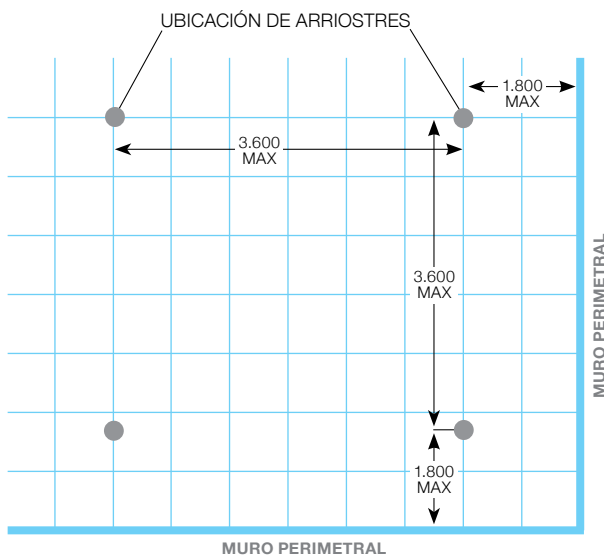 UBICACIÓN DE ARRIOSTRES
1.800
MAX
3.600
MAX
3.600
MAX
1.800
MAX
MURO PERIMETRAL
MURO PERIMETRAL